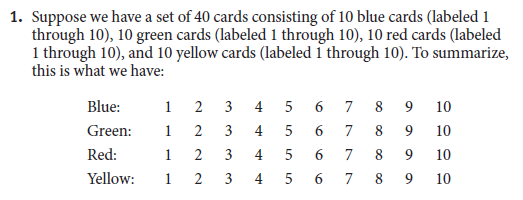 1. Suppose we have a set of 40 cards consisting of 10 blue cards (labeled 1
through 10), 10 green cards (labeled 1 through 10), 10 red cards (labeled
1 through 10), and 10 yellow cards (labeled 1 through 10). To summarize,
this is what we have:
Blue: 1 2 3 4 5 6 7 8 9 10
Green: 1 2 3 4 5 6 7 8 9 10
Red: 1 2 3 4 5 6 7 8 9 10
Yellow: 1 2 3 4 5 6 7 8 9 10